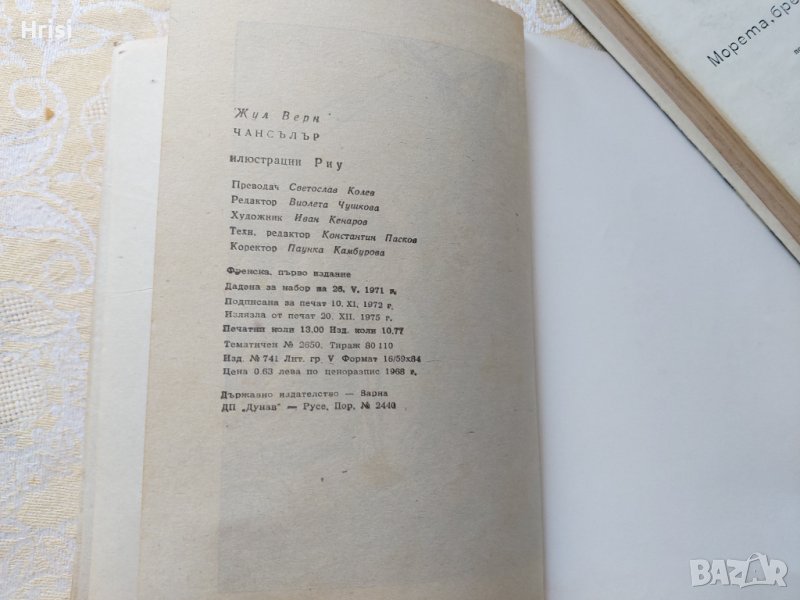 Hrisi
Жул Верн
ЧАНСЪЛЪР
илюстрации Риу
Преводач Светослав Колев
Редактор Виолета Чушкова
Художник Иван Кенаров
Техн. редактор Константин Пасков
Коректор Паунка Камбурова
Френска, първо издание
Дадена за набор на 26. V. 1971 г.
Подписана за печат 10. XI. 1972 г.
Излязла от печат 20. XII. 1975 г.
Печатни коли 13.00 Изд. коли 10.77
Тематичен № 2650. Тираж 80 110
Изд. № 741 Лит. гр V Формат 16/59х84
Цена 0.63 лева по ценоразпис 1968 г.
Държавно издателство — Варна
ДП „Дунав" — Русе, Пор. № 2440
Морета, бре
BAZAR